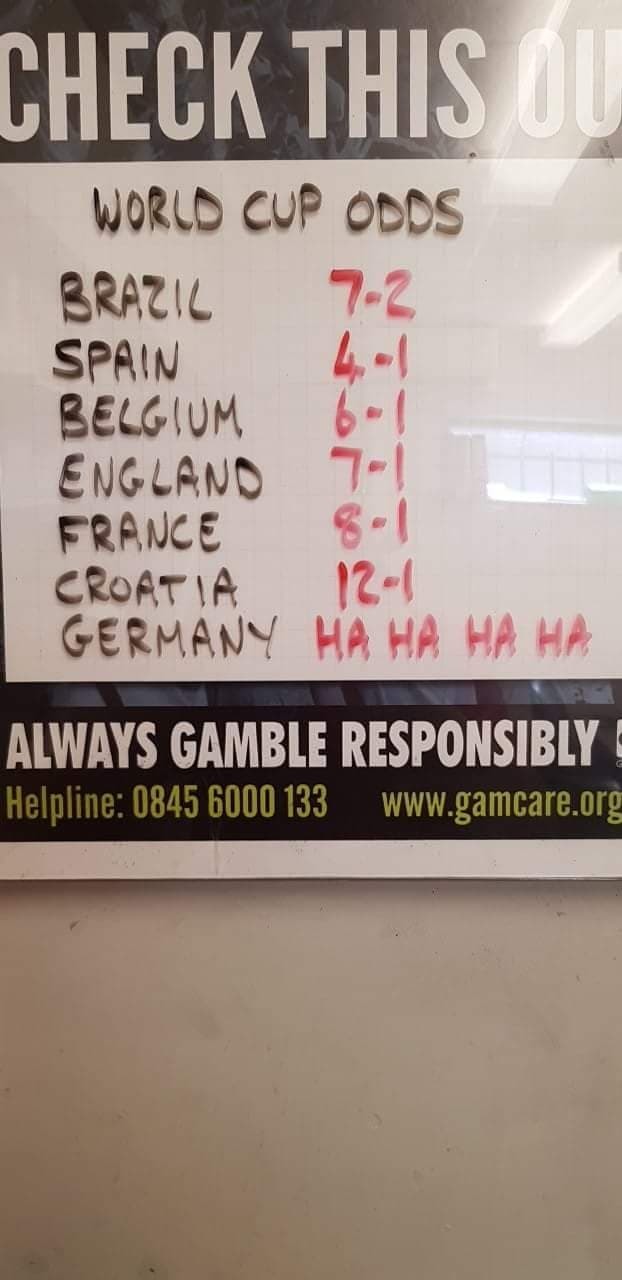 CHECK THIS OU
WORLD CUP ODDS
BRAZIL 7-2
SPAIN 4-1
BELGIUM 6-1
ENGLAND 7-1
FRANCE 8-1
CROATIA 12-1
GERMANY HA HA HA HA
ALWAYS GAMBLE RESPONSIBLY
Helpline: 0845 6000 133 www.gamcare.org